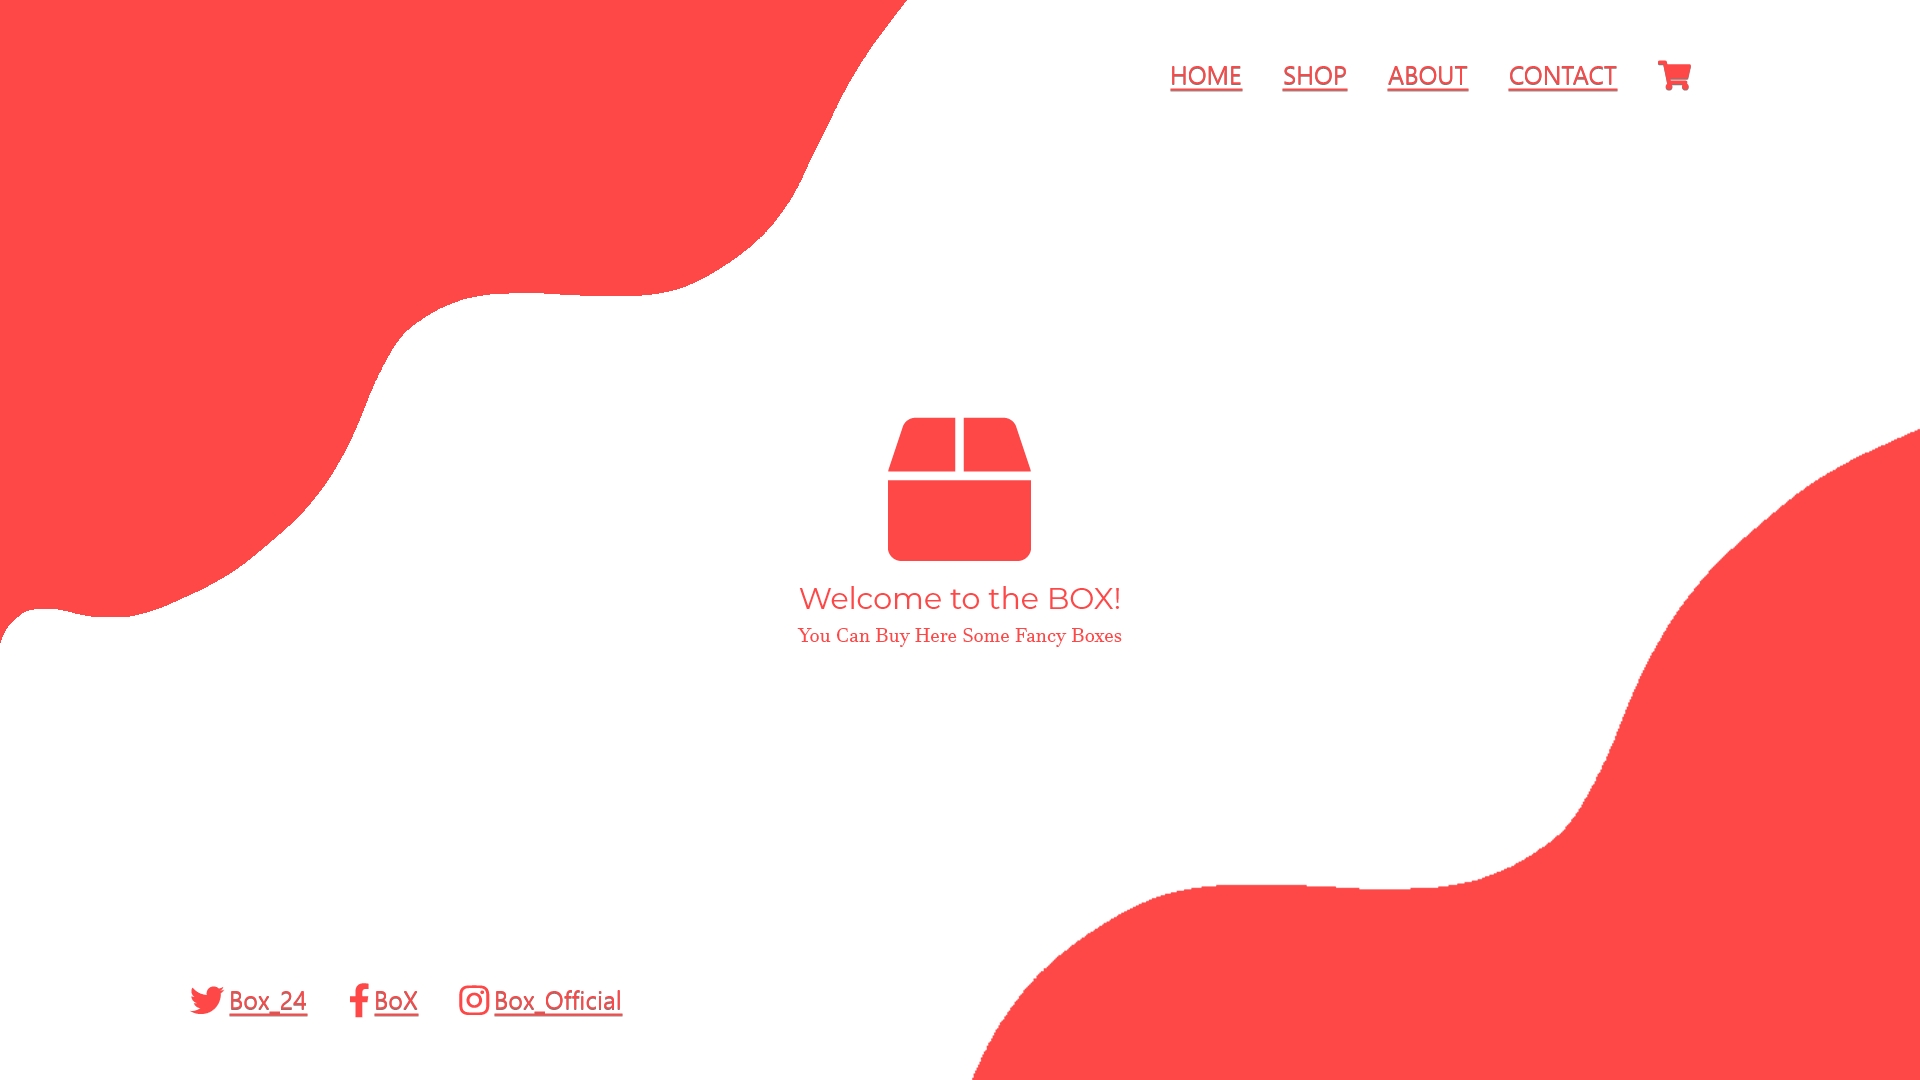 HOME SHOP ABOUT CONTACT
Welcome to the BOX!
You Can Buy Here Some Fancy Boxes
Box_24 BoX Box_Official